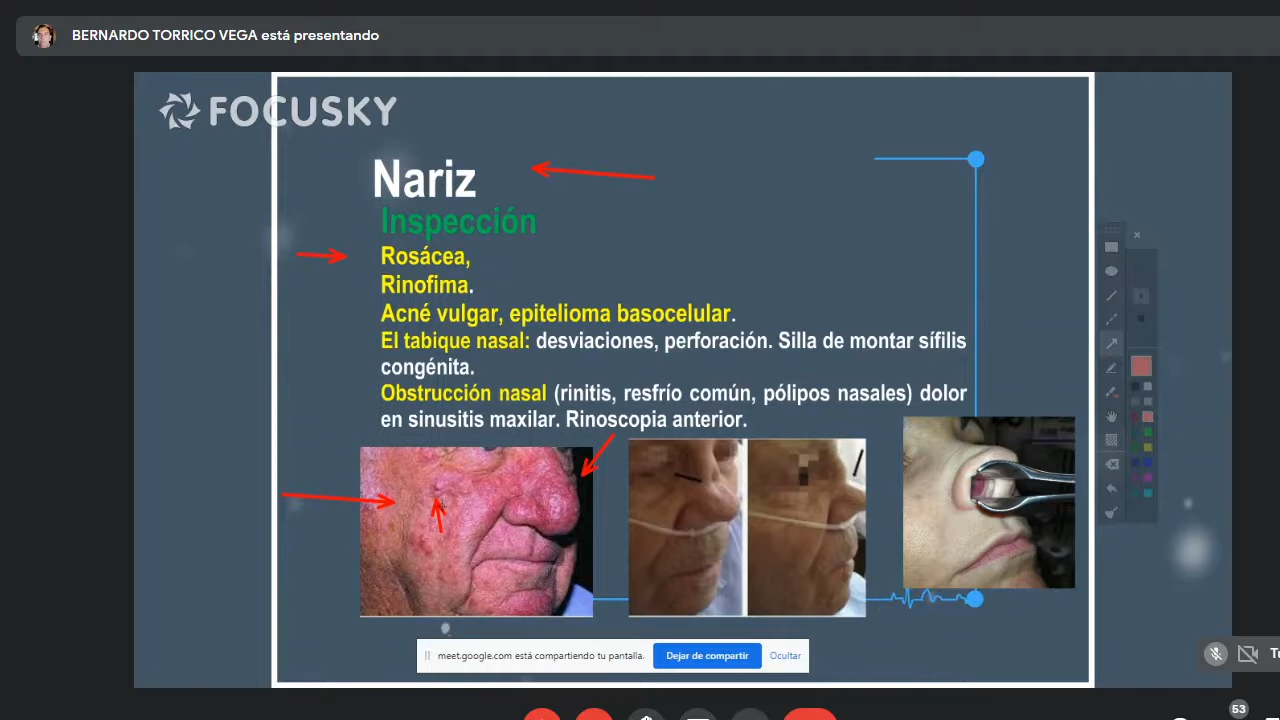 BERNARDO TORRICO VEGA está presentando
FOCUSKY
Nariz
Inspección
Rosácea,
Rinofima.
Acné vulgar, epitelioma basocelular.
El tabique nasal: desviaciones, perforación. Silla de montar sífilis
congénita.
Obstrucción nasal (rinitis, resfrío común, pólipos nasales) dolor
en sinusitis maxilar. Rinoscopia anterior.
meet.google.com está compartiendo tu pantalla. Dejar de compartir Ocultar
53